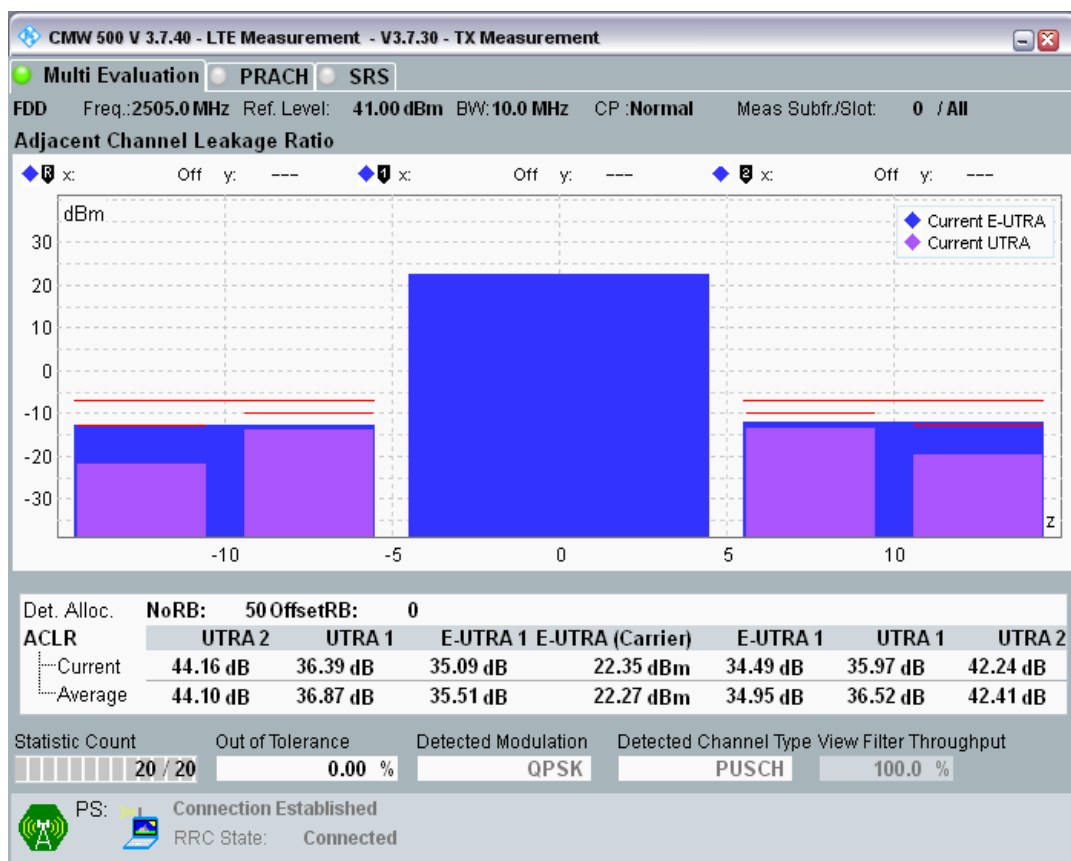 CMW 500 V 3.7.40 - LTE Measurement - V3.7.30 - TX Measurement
Multi Evaluation PRACH SRS
FDD Freq.:2505.0 MHz Ref. Level: 41.00 dBm BW:10.0 MHz CP :Normal Meas Subfr./Slot: 0 / All
Adjacent Channel Leakage Ratio
R x: Off y: --- 1 x: Off y: --- 2 x: Off y: ---
dBm
Current E-UTRA
Current UTRA
30
20
10
0
-10
-20
-30
z
-10 -5 0 5 10
Det. Alloc. NoRB: 50 OffsetRB: 0
ACLR UTRA 2 UTRA 1 E-UTRA 1 E-UTRA (Carrier) E-UTRA 1 UTRA 1 UTRA 2
Current 44.16 dB 36.39 dB 35.09 dB 22.35 dBm 34.49 dB 35.97 dB 42.24 dB
Average 44.10 dB 36.87 dB 35.51 dB 22.27 dBm 34.95 dB 36.52 dB 42.41 dB
Statistic Count Out of Tolerance Detected Modulation Detected Channel Type View Filter Throughput
20 / 20 0.00 % QPSK PUSCH 100.0 %
PS: Connection Established
RRC State: Connected